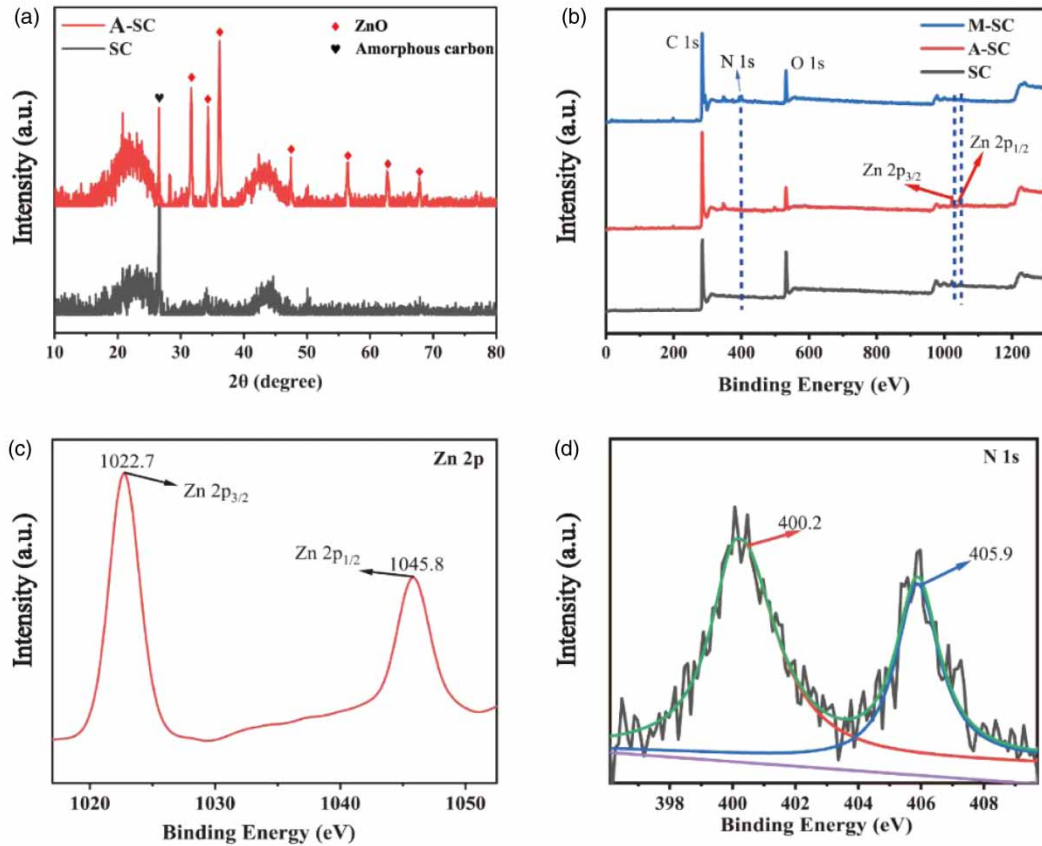 (a)
A-SC
SC
ZnO
Amorphous carbon
Intensity (a.u.)
10 20 30 40 50 60 70 80
2θ (degree)
(b)
M-SC
A-SC
SC
C 1s
N 1s
O 1s
Zn 2p1/2
Zn 2p3/2
Intensity (a.u.)
0 200 400 600 800 1000 1200
Binding Energy (eV)
(c)
Zn 2p
1022.7
Zn 2p3/2
Zn 2p1/2
1045.8
Intensity (a.u.)
1020 1030 1040 1050
Binding Energy (eV)
(d)
N 1s
400.2
405.9
Intensity (a.u.)
398 400 402 404 406 408
Binding Energy (eV)